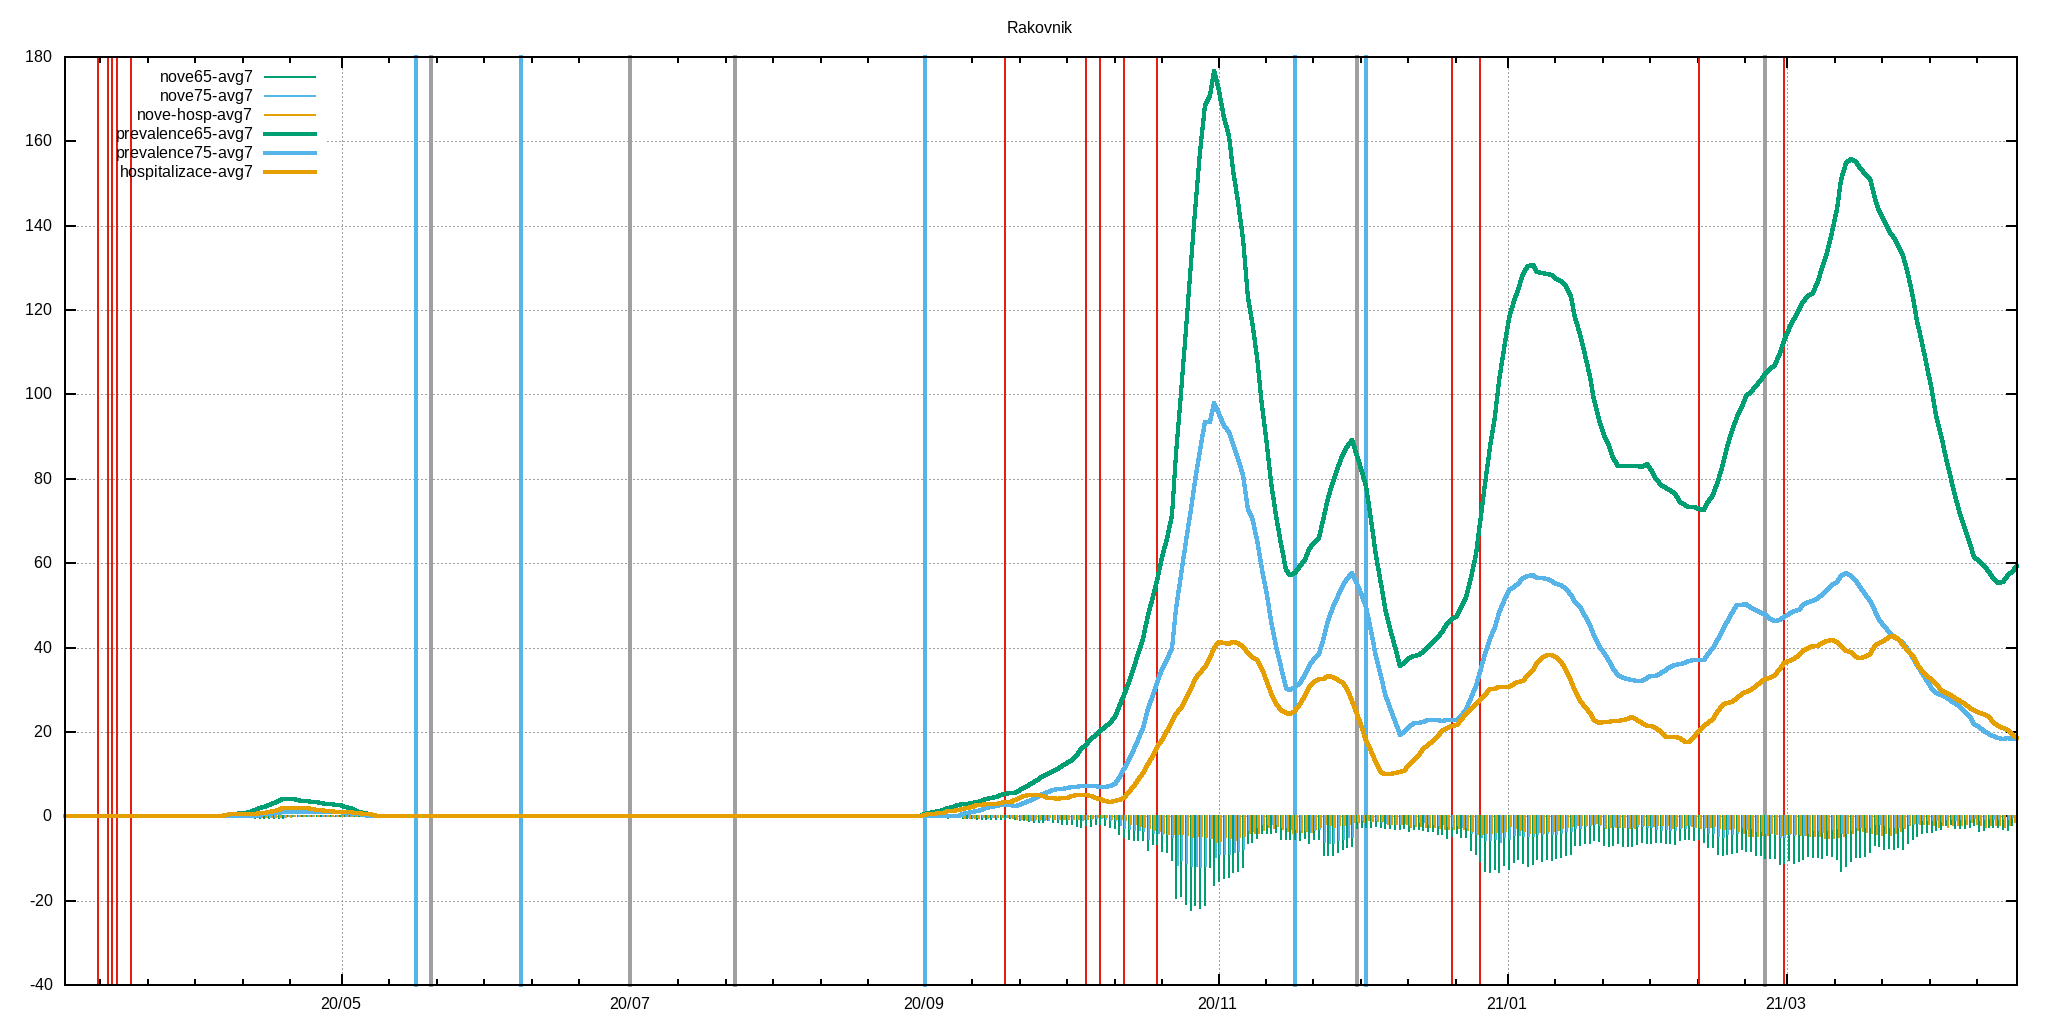 Rakovnik
180
160
140
120
100
80
60
40
20
0
-20
-40
nove65-avg7
nove75-avg7
nove-hosp-avg7
prevalence65-avg7
prevalence75-avg7
hospitalizace-avg7
20/05 20/07 20/09 20/11 21/01 21/03